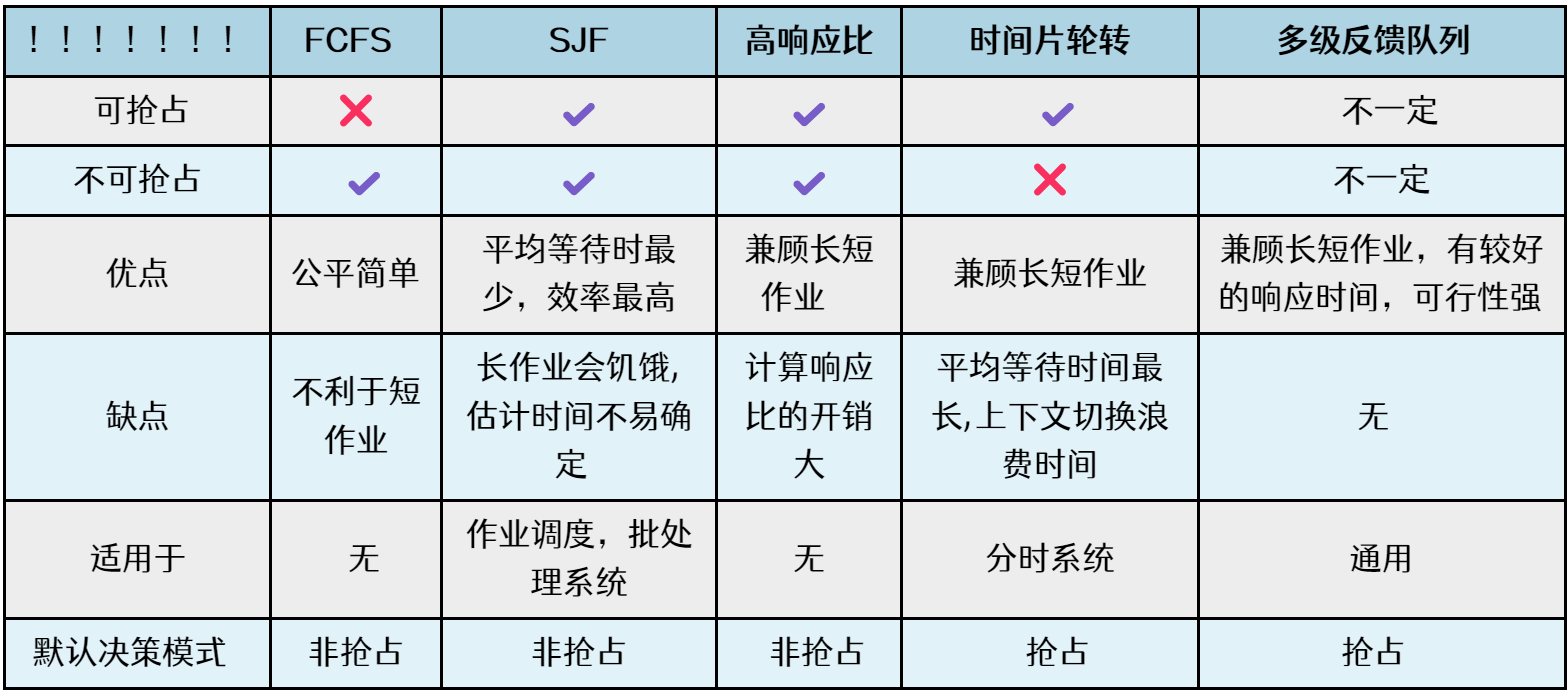 ！！！！！！！ FCFS SJF 高响应比 时间片轮转 多级反馈队列
可抢占 不一定
不可抢占 不一定
优点
公平简单
平均等待时最
少，效率最高
兼顾长短
作业
兼顾长短作业
兼顾长短作业，有较好
的响应时间，可行性强
缺点
不利于短
作业
长作业会饥饿,
估计时间不易确
定
计算响应
比的开销
大
平均等待时间最
长,上下文切换浪
费时间
无
适用于
无
作业调度，批处
理系统
无
分时系统
通用
默认决策模式 非抢占 非抢占 非抢占 抢占 抢占